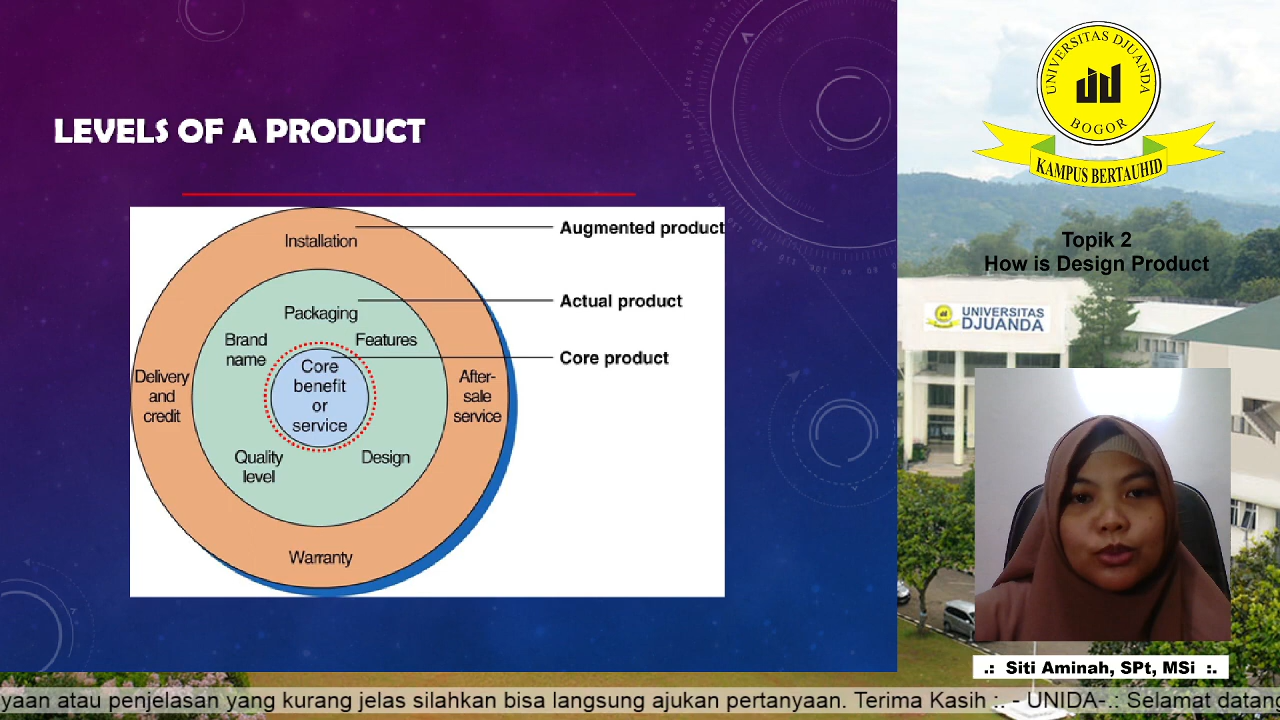 LEVELS OF A PRODUCT
Installation
Augmented product
Packaging
Actual product
Brand
name
Features
Core product
Core
benefit
or
service
Delivery
and
credit
After-
sale
service
Quality
level
Design
Warranty
UNIVERSITAS DJUANDA
BOGOR
KAMPUS BERTAUHID
Topik 2
How is Design Product
UNIVERSITAS
DJUANDA
.: Siti Aminah, SPt, MSi :.
yaan atau penjelasan yang kurang jelas silahkan bisa langsung ajukan pertanyaan. Terima Kasih :. - UNIDA-.: Selamat datang